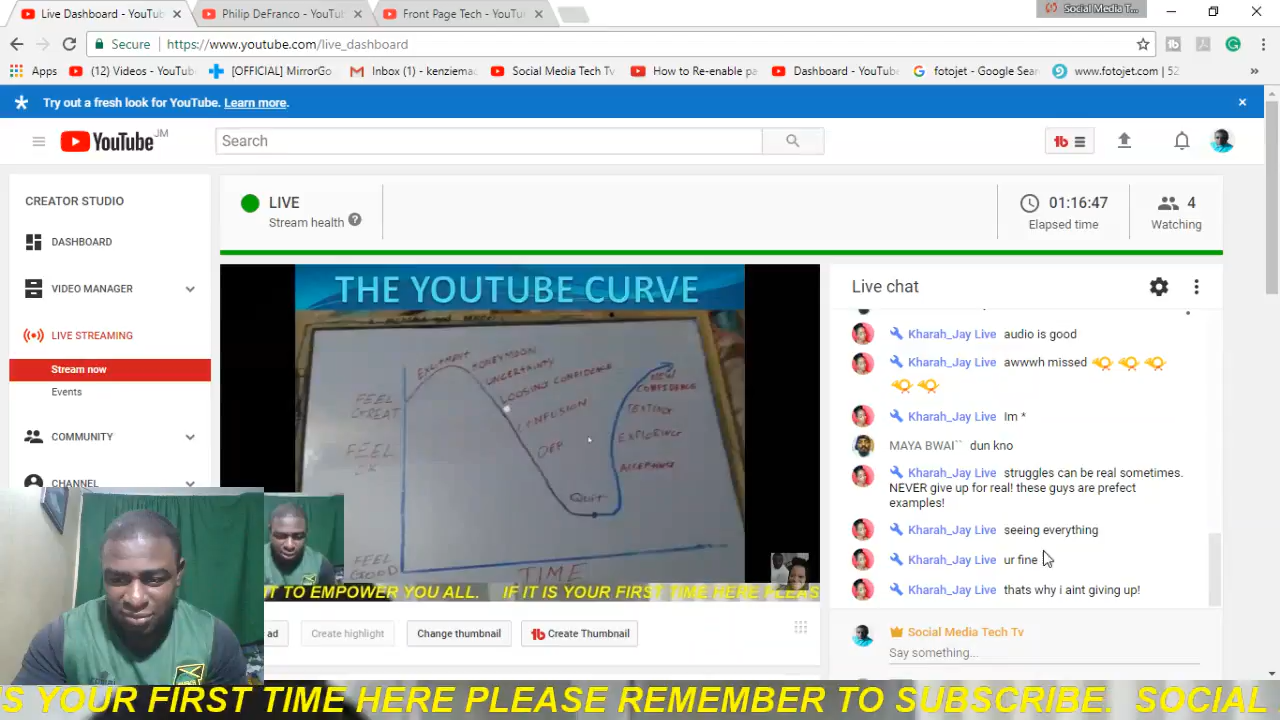 Live Dashboard - YouTub
Philip DeFranco - YouTu
Front Page Tech - YouTu
Social Media T...
Secure
https://www.youtube.com/live_dashboard
Apps
(12) Videos - YouTub
[OFFICIAL] MirrorGo
Inbox (1) - kenziemac
Social Media Tech Tv
How to Re-enable pa
Dashboard - YouTube
fotojet - Google Sear
www.fotojet.com | 52
Try out a fresh look for YouTube. Learn more.
YouTube JM
Search
CREATOR STUDIO
DASHBOARD
VIDEO MANAGER
LIVE STREAMING
Stream now
Events
COMMUNITY
CHANNEL
LIVE
Stream health
01:16:47
Elapsed time
4
Watching
THE YOUTUBE CURVE
EXCITEMENT
HONEYMOON
UNCERTAINTY
LOOSING CONFIDENCE
CONFUSION
OFF
Quit
NEW
CONFIDENCE
TESTING
EXPLORING
ACCEPTANCE
FEEL
GREAT
FEEL
OK
FEEL
GOOD
TIME
T TO EMPOWER YOU ALL. IF IT IS YOUR FIRST TIME HERE PLEAS
ad
Create highlight
Change thumbnail
Create Thumbnail
Live chat
Kharah_Jay Live audio is good
Kharah_Jay Live awwwh missed
Kharah_Jay Live Im *
MAYA BWAI`` dun kno
Kharah_Jay Live struggles can be real sometimes.
NEVER give up for real! these guys are prefect
examples!
Kharah_Jay Live seeing everything
Kharah_Jay Live ur fine
Kharah_Jay Live thats why i aint giving up!
Social Media Tech Tv
Say something...
S YOUR FIRST TIME HERE PLEASE REMEMBER TO SUBSCRIBE. SOCIAL